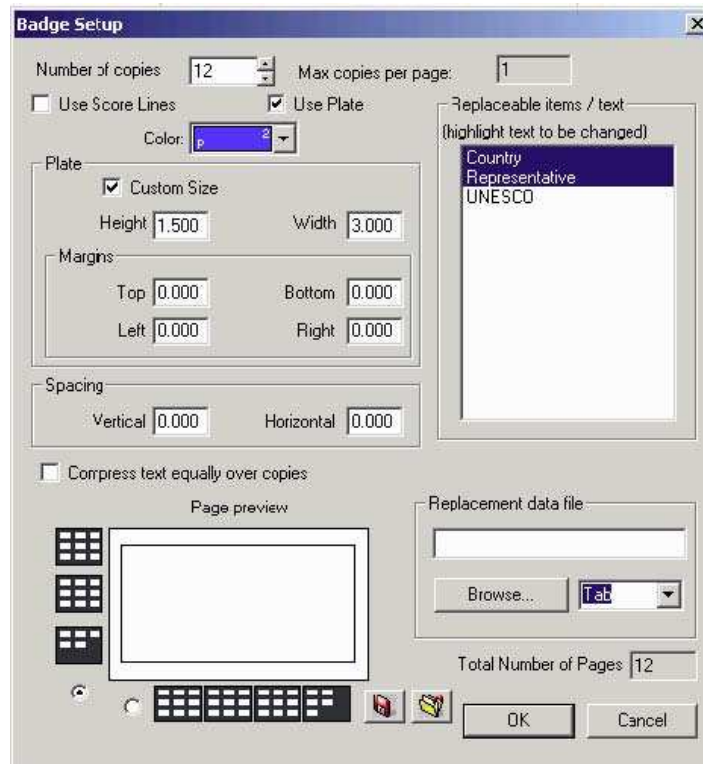 Badge Setup
Number of copies 12 Max copies per page: 1
Use Score Lines Use Plate
Color: P 2
Plate
Custom Size
Height 1.500 Width 3.000
Margins
Top 0.000 Bottom 0.000
Left 0.000 Right 0.000
Spacing
Vertical 0.000 Horizontal 0.000
Replaceable items / text
(highlight text to be changed)
Country
Representative
UNESCO
Compress text equally over copies
Page preview
Replacement data file
Browse... Tab
Total Number of Pages 12
OK Cancel